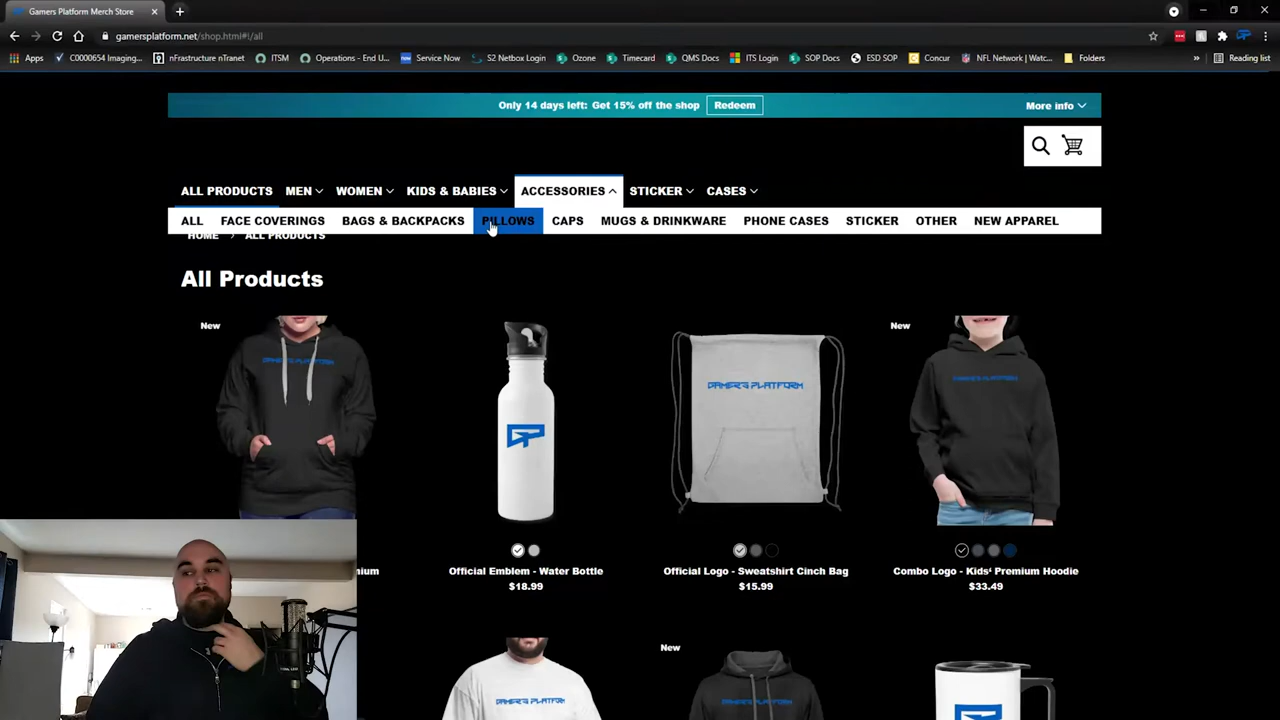 Gamers Platform Merch Store
gamersplatform.net/shop.html#!/all
Apps C0000654 Imaging... nFrastructure nTranet ITSM Operations - End U... Service Now S2 Netbox Login Ozone Timecard QMS Docs ITS Login SOP Docs ESD SOP Concur NFL Network | Watc... Folders » Reading list
Only 14 days left: Get 15% off the shop Redeem More info
ALL PRODUCTS MEN WOMEN KIDS & BABIES ACCESSORIES STICKER CASES
ALL FACE COVERINGS BAGS & BACKPACKS PILLOWS CAPS MUGS & DRINKWARE PHONE CASES STICKER OTHER NEW APPAREL
HOME > ALL PRODUCTS
All Products
New New
GAMERS PLATFORM
GAMERS PLATFORM
GAMERS PLATFORM
GP
Official Emblem - Water Bottle Official Logo - Sweatshirt Cinch Bag Combo Logo - Kids' Premium Hoodie
$18.99 $15.99 $33.49
New
GAMERS PLATFORM
GAMERS PLATFORM